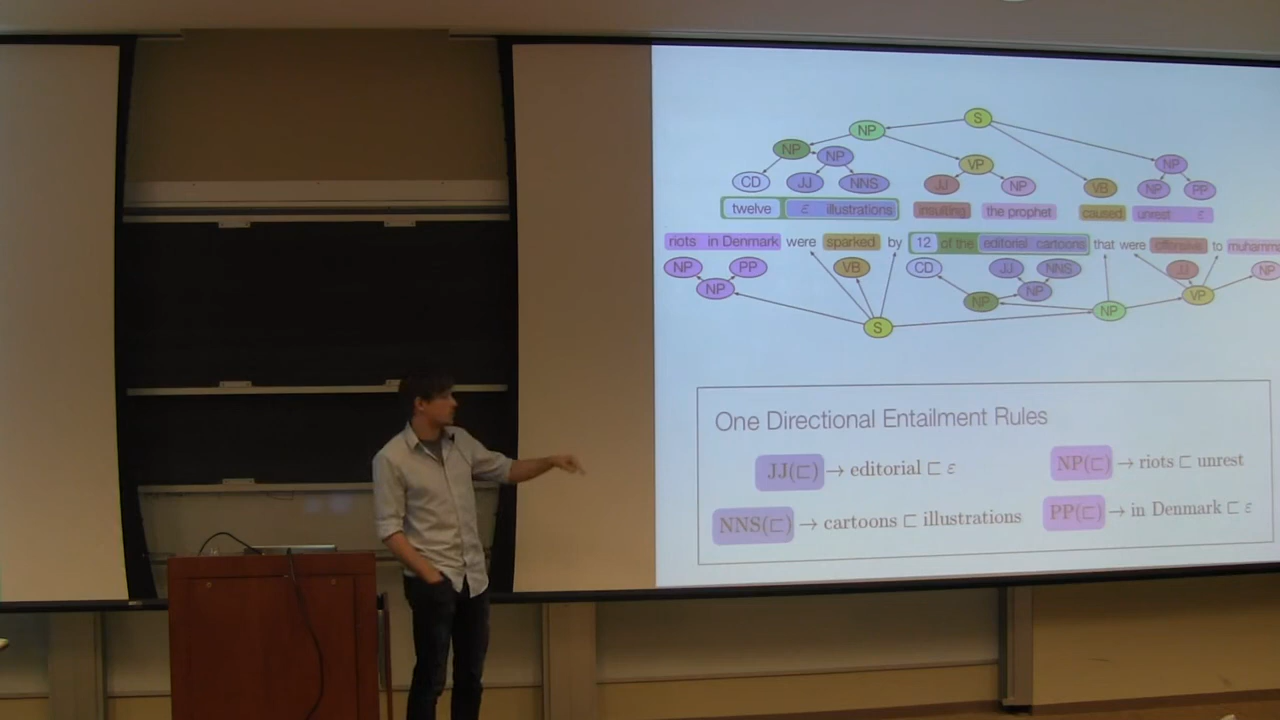 S
NP
NP NP
VP
NP
CD JJ NNS JJ NP VB NP PP
twelve ε illustrations insulting the prophet caused unrest ε
riots in Denmark were sparked by 12 of the editorial cartoons that were offensive to
NP PP VB CD JJ NNS JJ NP
NP NP NP VP
NP
S
One Directional Entailment Rules
JJ(⊏) → editorial ⊏ ε
NP(⊏) → riots ⊏ unrest
NNS(⊏) → cartoons ⊏ illustrations
PP(⊏) → in Denmark ⊏ ε